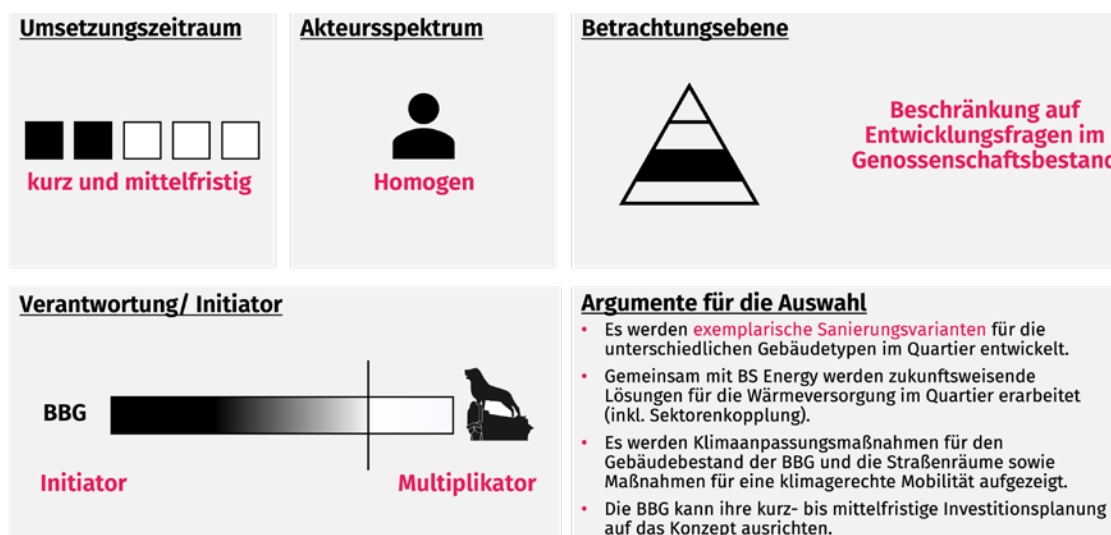 Umsetzungszeitraum
kurz und mittelfristig
Akteursspektrum
Homogen
Betrachtungsebene
Beschränkung auf
Entwicklungsfragen im
Genossenschaftsbestand
Verantwortung/ Initiator
BBG
Initiator
Multiplikator
Argumente für die Auswahl
• Es werden exemplarische Sanierungsvarianten für die
unterschiedlichen Gebäudetypen im Quartier entwickelt.
• Gemeinsam mit BS Energy werden zukunftsweisende
Lösungen für die Wärmeversorgung im Quartier erarbeitet
(inkl. Sektorenkopplung).
• Es werden Klimaanpassungsmaßnahmen für den
Gebäudebestand der BBG und die Straßenräume sowie
Maßnahmen für eine klimagerechte Mobilität aufgezeigt.
• Die BBG kann ihre kurz- bis mittelfristige Investitionsplanung
auf das Konzept ausrichten.